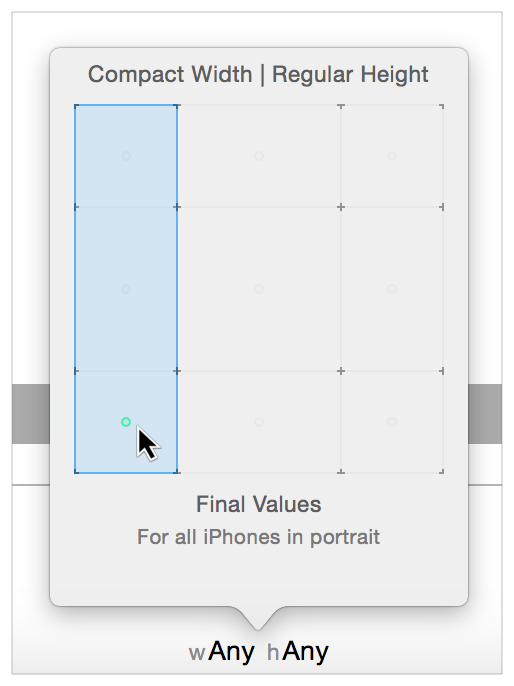 Compact Width | Regular Height
Final Values
For all iPhones in portrait
wAny hAny